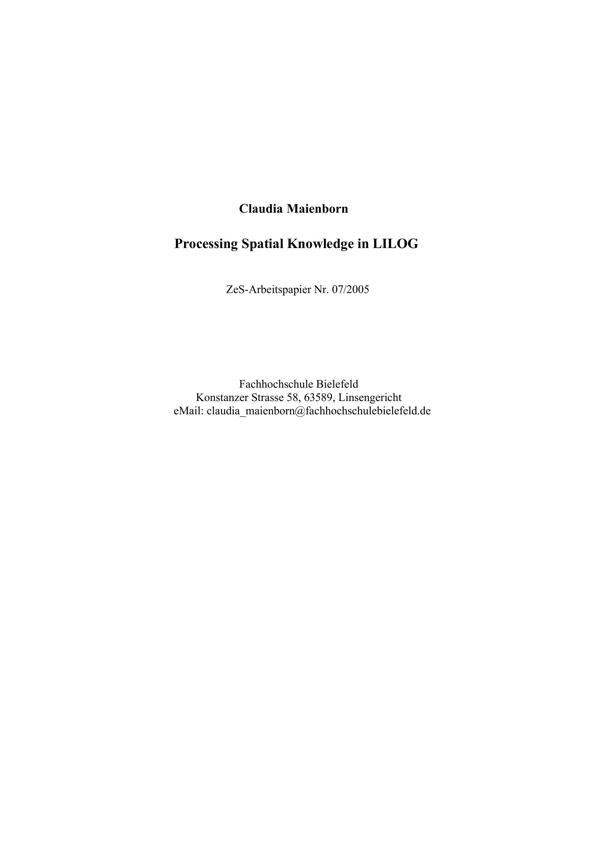 Claudia Maienborn
Processing Spatial Knowledge in LILOG
ZeS-Arbeitspapier Nr. 07/2005
Fachhochschule Bielefeld
Konstanzer Strasse 58, 63589, Linsengericht
eMail: claudia_maienborn@fachhochschulebielefeld.de